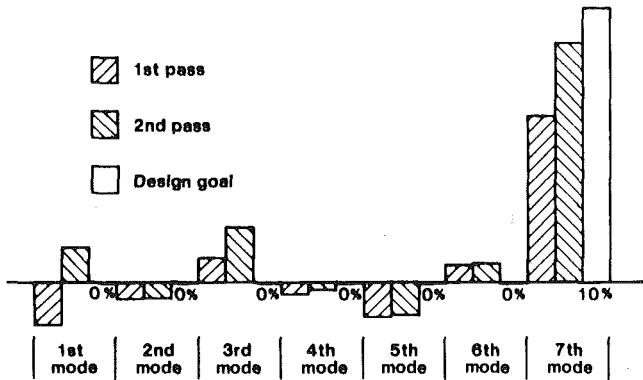 1st pass
2nd pass
Design goal
0% 0% 0% 0% 0% 0% 10%
1st mode
2nd mode
3rd mode
4th mode
5th mode
6th mode
7th mode